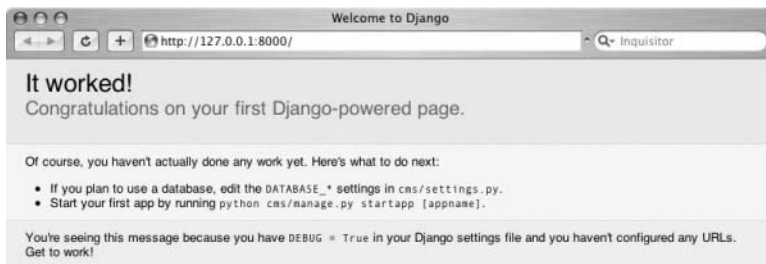 Welcome to Django
http://127.0.0.1:8000/
Inquisitor
It worked!
Congratulations on your first Django-powered page.
Of course, you haven't actually done any work yet. Here's what to do next:
• If you plan to use a database, edit the DATABASE_* settings in cms/settings.py.
• Start your first app by running python cms/manage.py startapp [appname].
You're seeing this message because you have DEBUG = True in your Django settings file and you haven't configured any URLs.
Get to work!